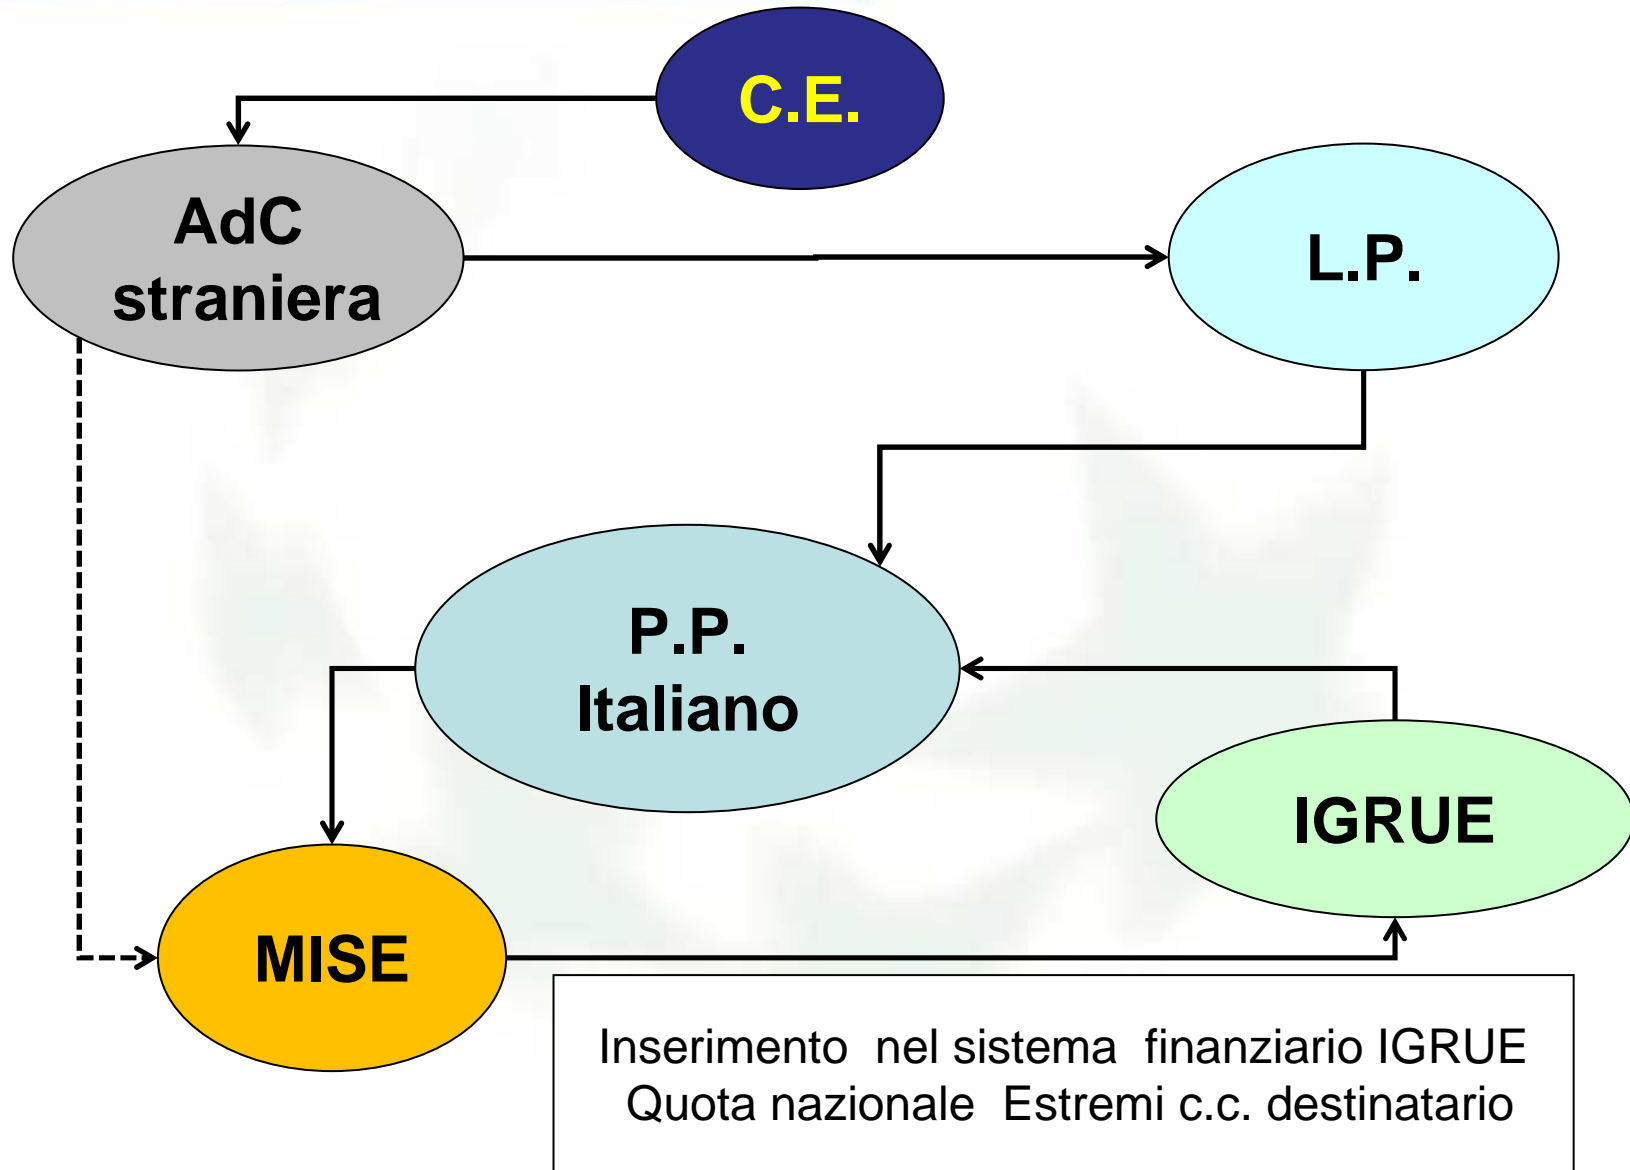 C.E.
AdC
straniera
L.P.
P.P.
Italiano
IGRUE
MISE
Inserimento nel sistema finanziario IGRUE
Quota nazionale Estremi c.c. destinatario